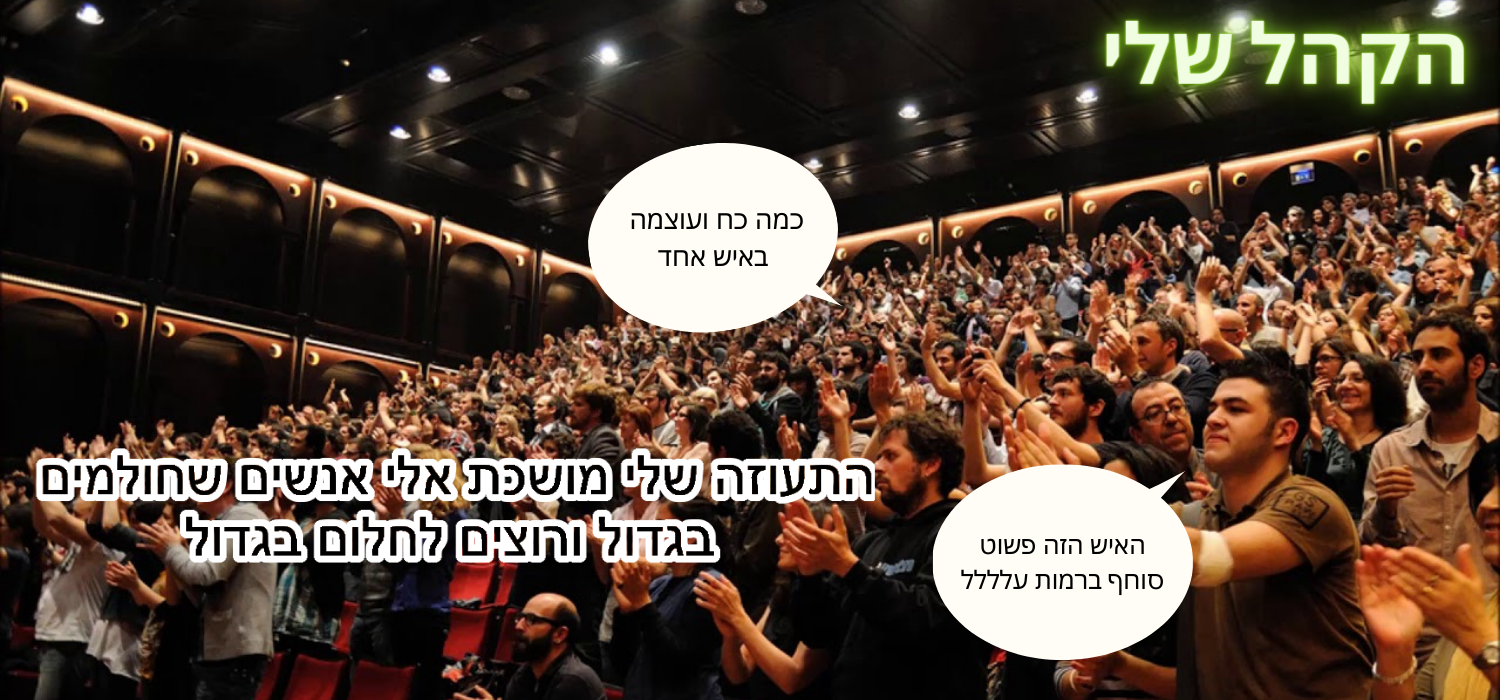 הקהל שלי
כמה כח ועוצמה
באיש אחד
התעוזה שלי מושכת אלי אנשים שחולמים
בגדול ורוצים לחלום בגדול
האיש הזה פשוט
סוחף ברמות עלללל